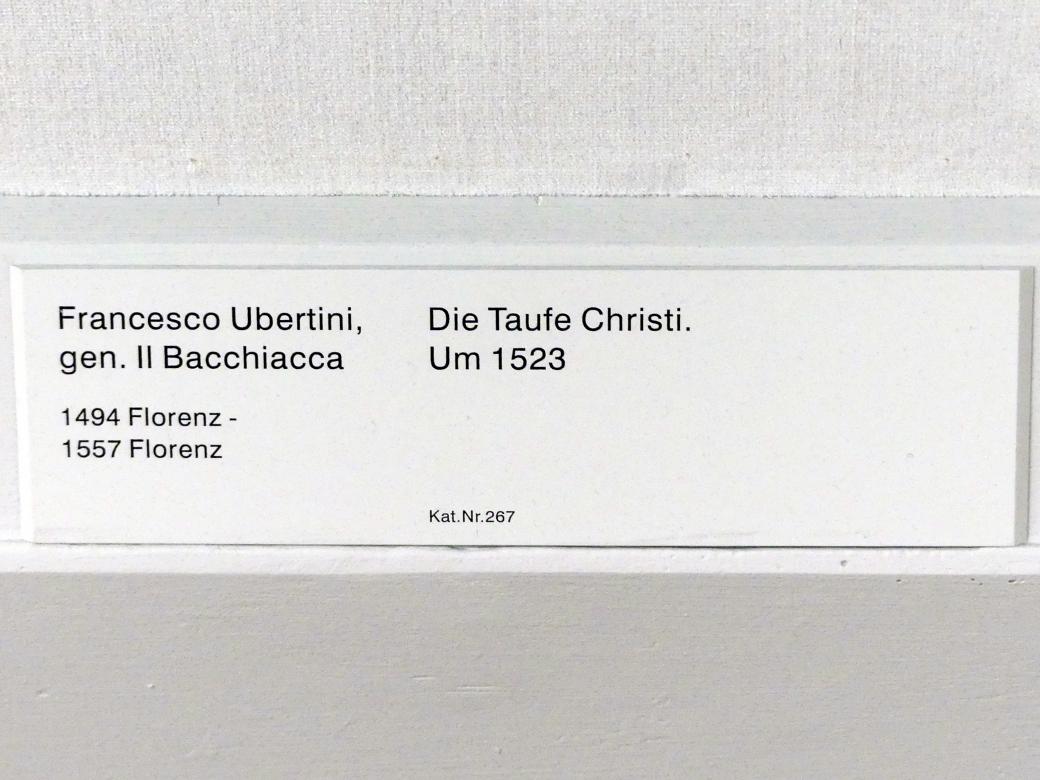 Francesco Ubertini,
gen. Il Bacchiacca
1494 Florenz -
1557 Florenz
Die Taufe Christi.
Um 1523
Kat.Nr.267